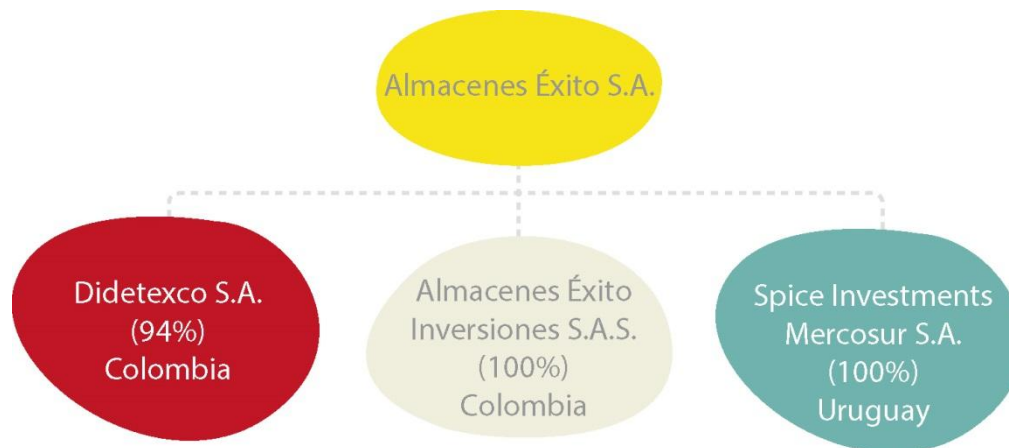 Almacenes Éxito S.A.
Didetexco S.A.
(94%)
Colombia
Almacenes Éxito
Inversiones S.A.S.
(100%)
Colombia
Spice Investments
Mercosur S.A.
(100%)
Uruguay